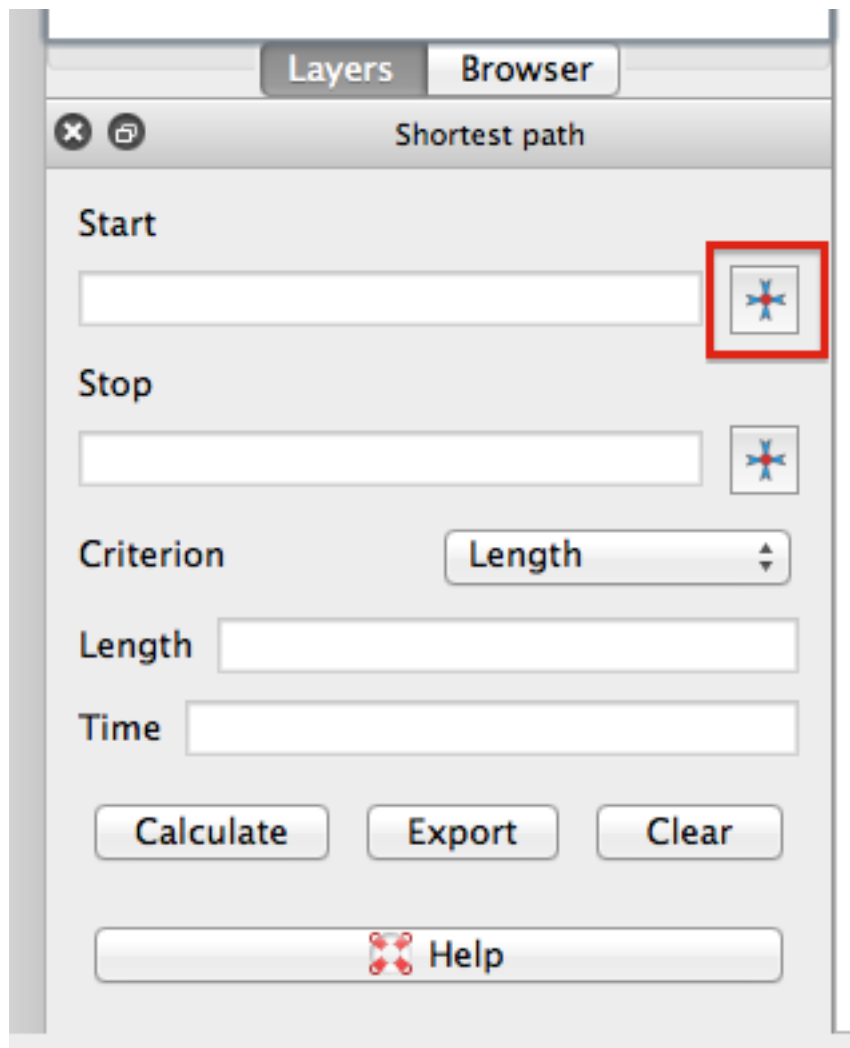 Layers Browser
Shortest path
Start
Stop
Criterion Length
Length
Time
Calculate Export Clear
Help